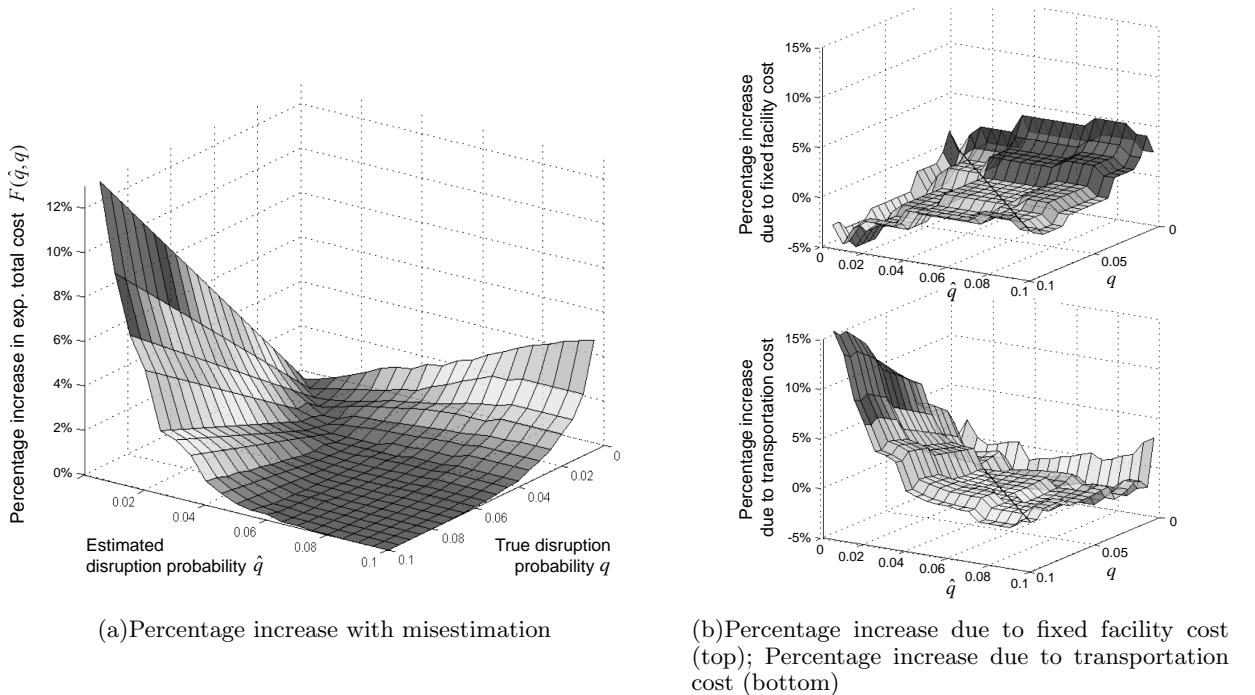 Percentage increase in exp. total cost F(q̂,q)
12%
10%
8%
6%
4%
2%
0%
0.02
0.04
0.06
0.08
0.1
0.1
0.08
0.06
0.04
0.02
0
Estimated
disruption probability q̂
True disruption
probability q
(a)Percentage increase with misestimation
Percentage increase
due to fixed facility cost
15%
10%
5%
0%
-5%
0
0.02
0.04
0.06
0.08
0.1
q̂
0.1
0.05
0
q
Percentage increase
due to transportation cost
15%
10%
5%
0%
-5%
0
0.02
0.04
0.06
0.08
0.1
q̂
0.1
0.05
0
q
(b)Percentage increase due to fixed facility cost
(top); Percentage increase due to transportation
cost (bottom)